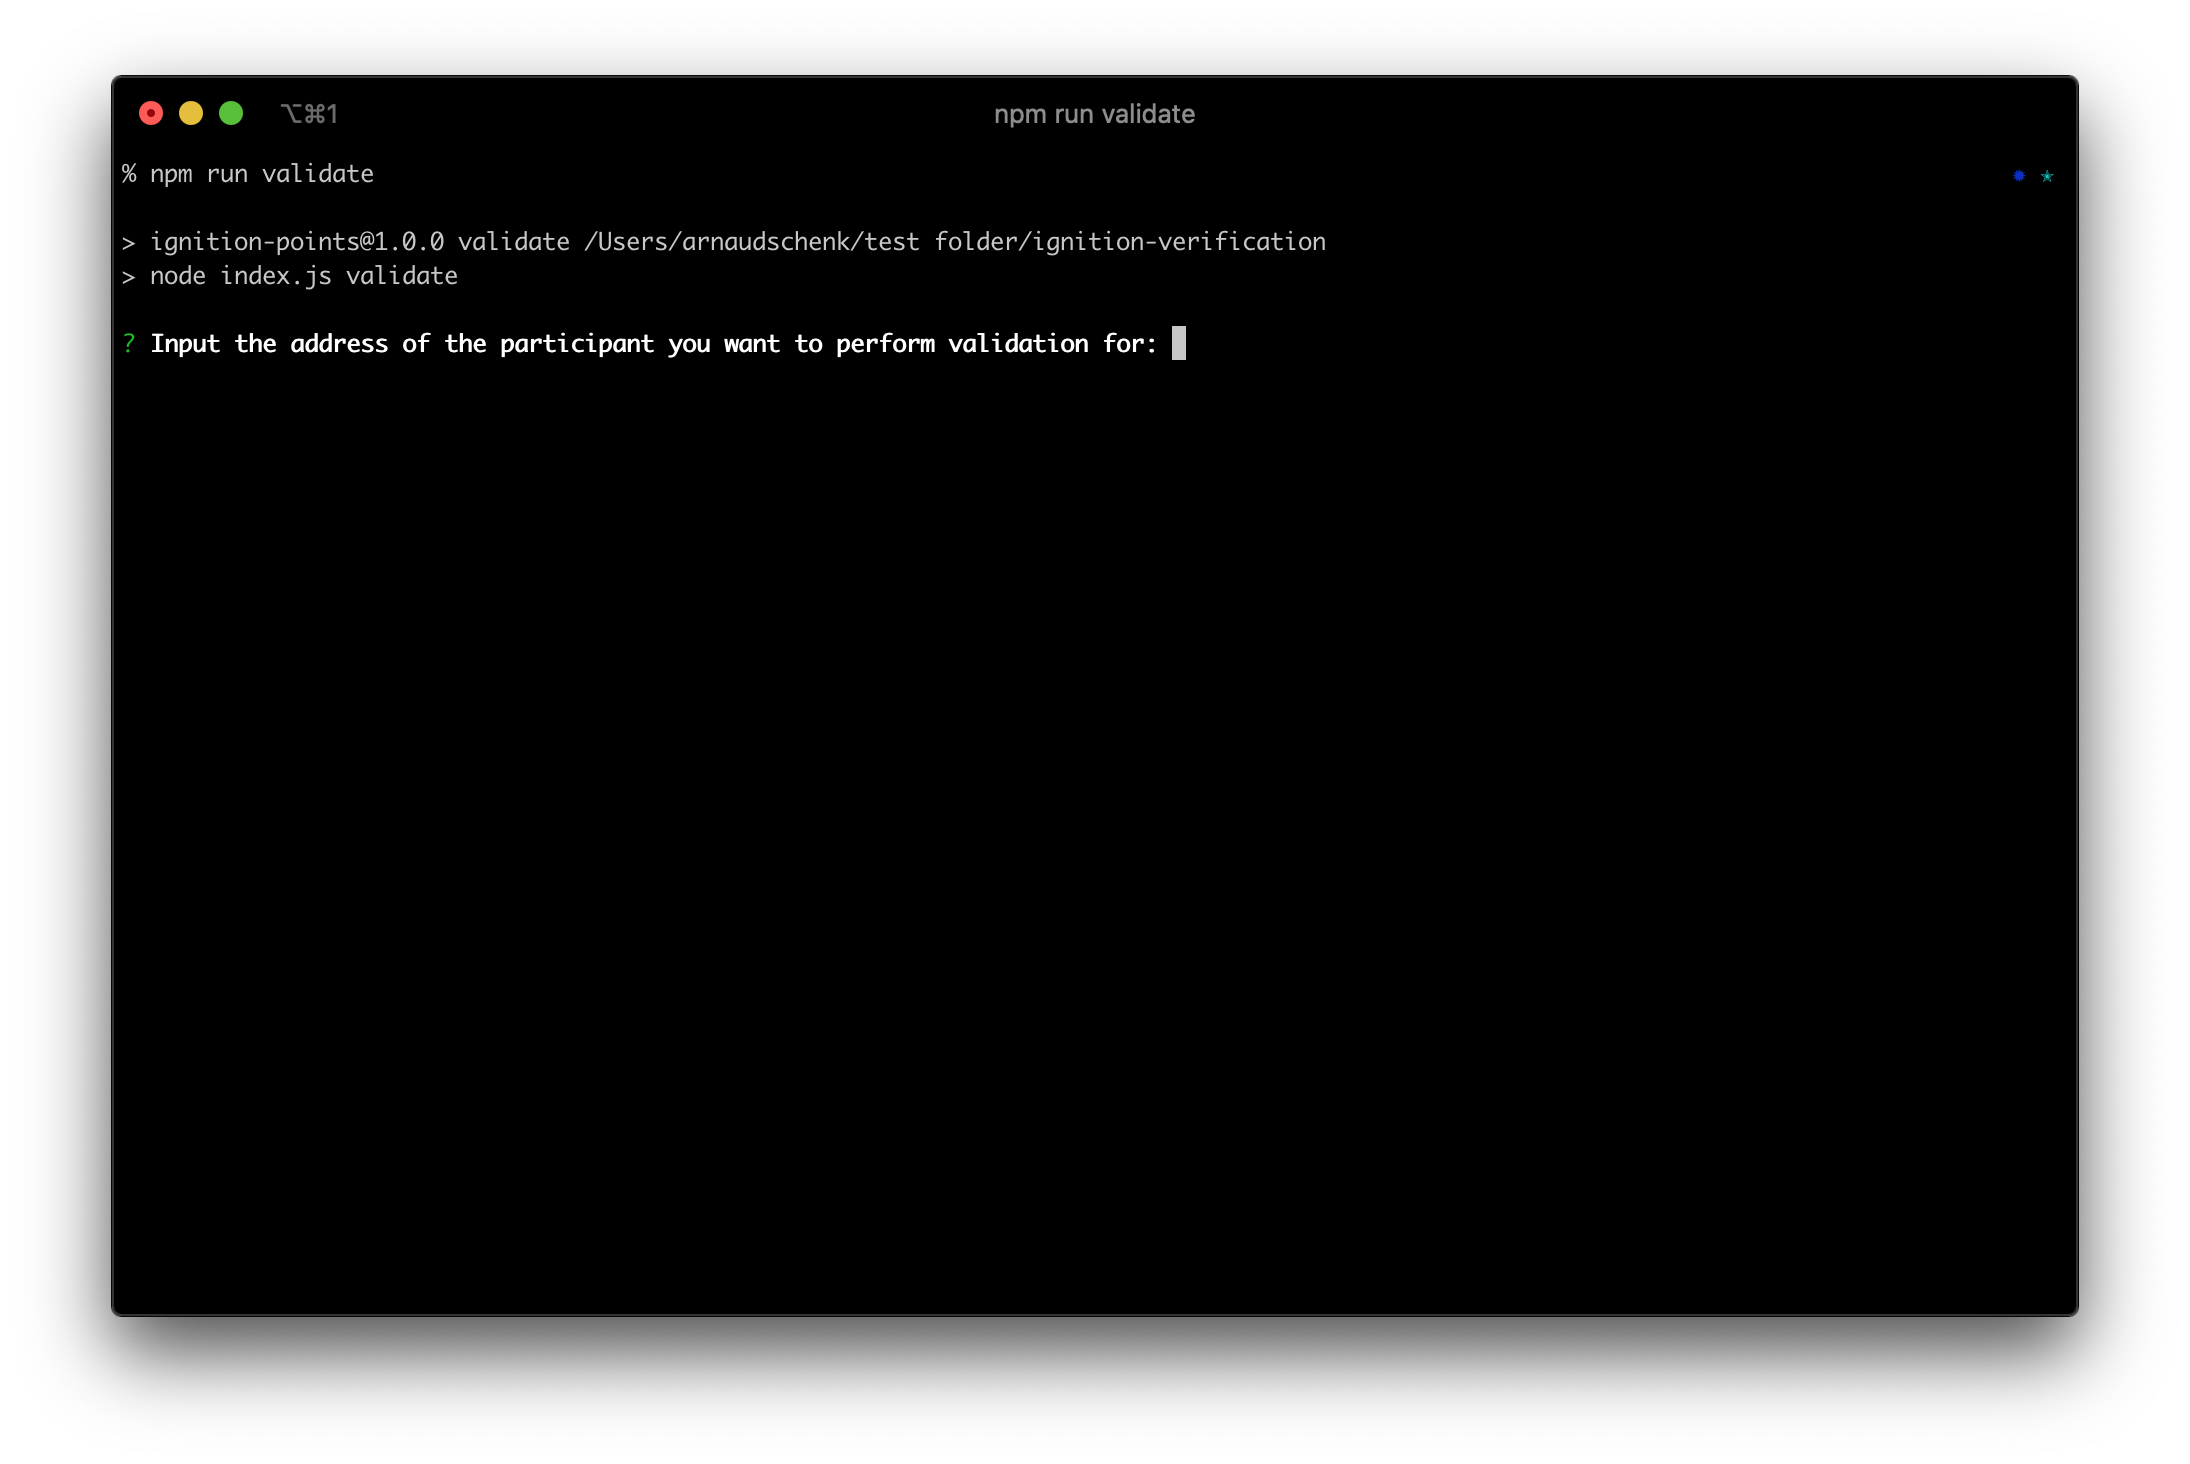 ⌥⌘1
npm run validate
% npm run validate
> ignition-points@1.0.0 validate /Users/arnaudschenk/test folder/ignition-verification
> node index.js validate
? Input the address of the participant you want to perform validation for: